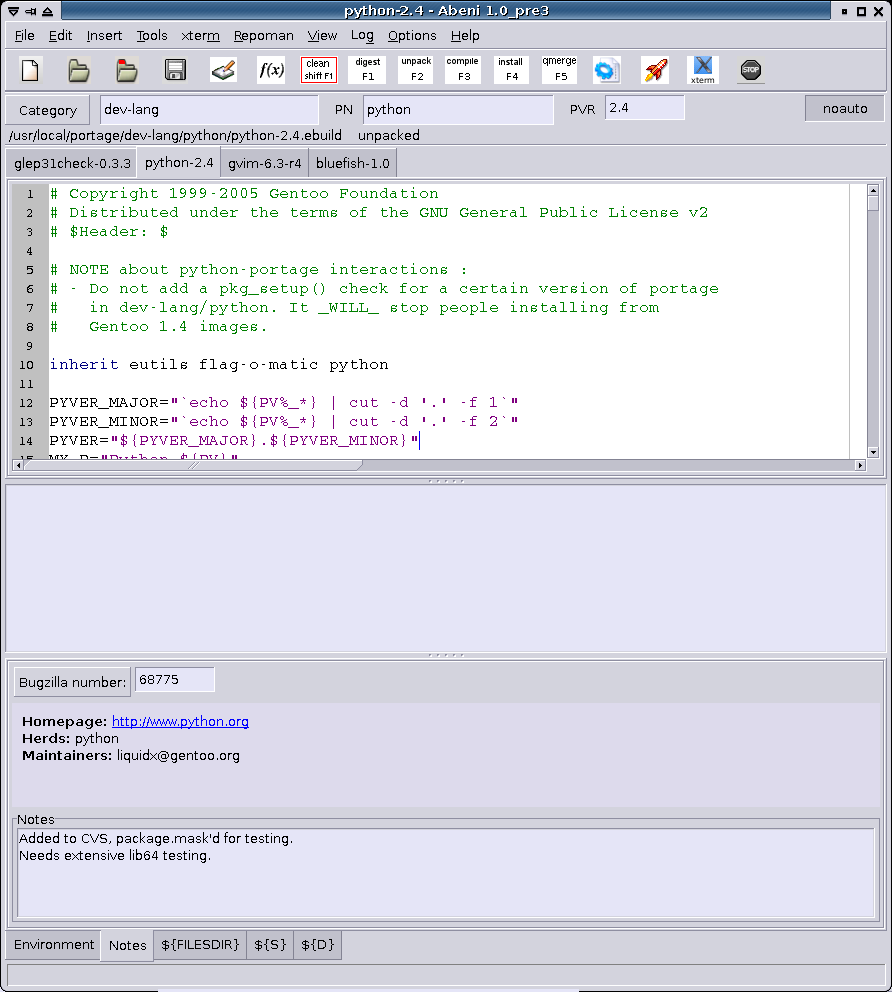 python-2.4 - Abeni 1.0_pre3
File Edit Insert Tools xterm Repoman View Log Options Help
f(x) clean shift F1 digest F1 unpack F2 compile F3 install F4 qmerge F5 X xterm STOP
Category dev-lang PN python PVR 2.4 noauto
/usr/local/portage/dev-lang/python/python-2.4.ebuild unpacked
glep31check-0.3.3 python-2.4 gvim-6.3-r4 bluefish-1.0
1 # Copyright 1999-2005 Gentoo Foundation
2 # Distributed under the terms of the GNU General Public License v2
3 # $Header: $
4
5 # NOTE about python-portage interactions :
6 # - Do not add a pkg_setup() check for a certain version of portage
7 #   in dev-lang/python. It _WILL_ stop people installing from
8 #   Gentoo 1.4 images.
9
10 inherit eutils flag-o-matic python
11
12 PYVER_MAJOR="`echo ${PV%_*} | cut -d '.' -f 1`"
13 PYVER_MINOR="`echo ${PV%_*} | cut -d '.' -f 2`"
14 PYVER="${PYVER_MAJOR}.${PYVER_MINOR}"
15 MY_P="Python-${PV}"
Bugzilla number: 68775
Homepage: http://www.python.org
Herds: python
Maintainers: liquidx@gentoo.org
Notes
Added to CVS, package.mask'd for testing.
Needs extensive lib64 testing.
Environment Notes ${FILESDIR} ${S} ${D}